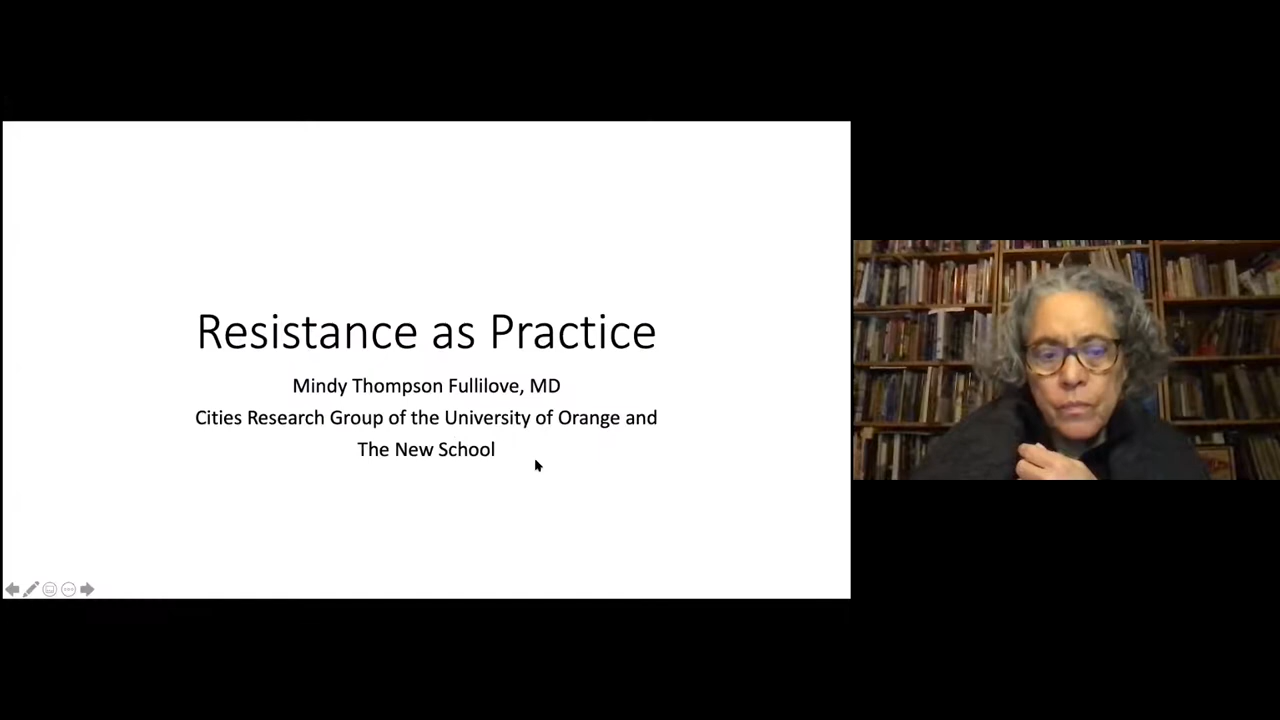 Resistance as Practice
Mindy Thompson Fullilove, MD
Cities Research Group of the University of Orange and
The New School